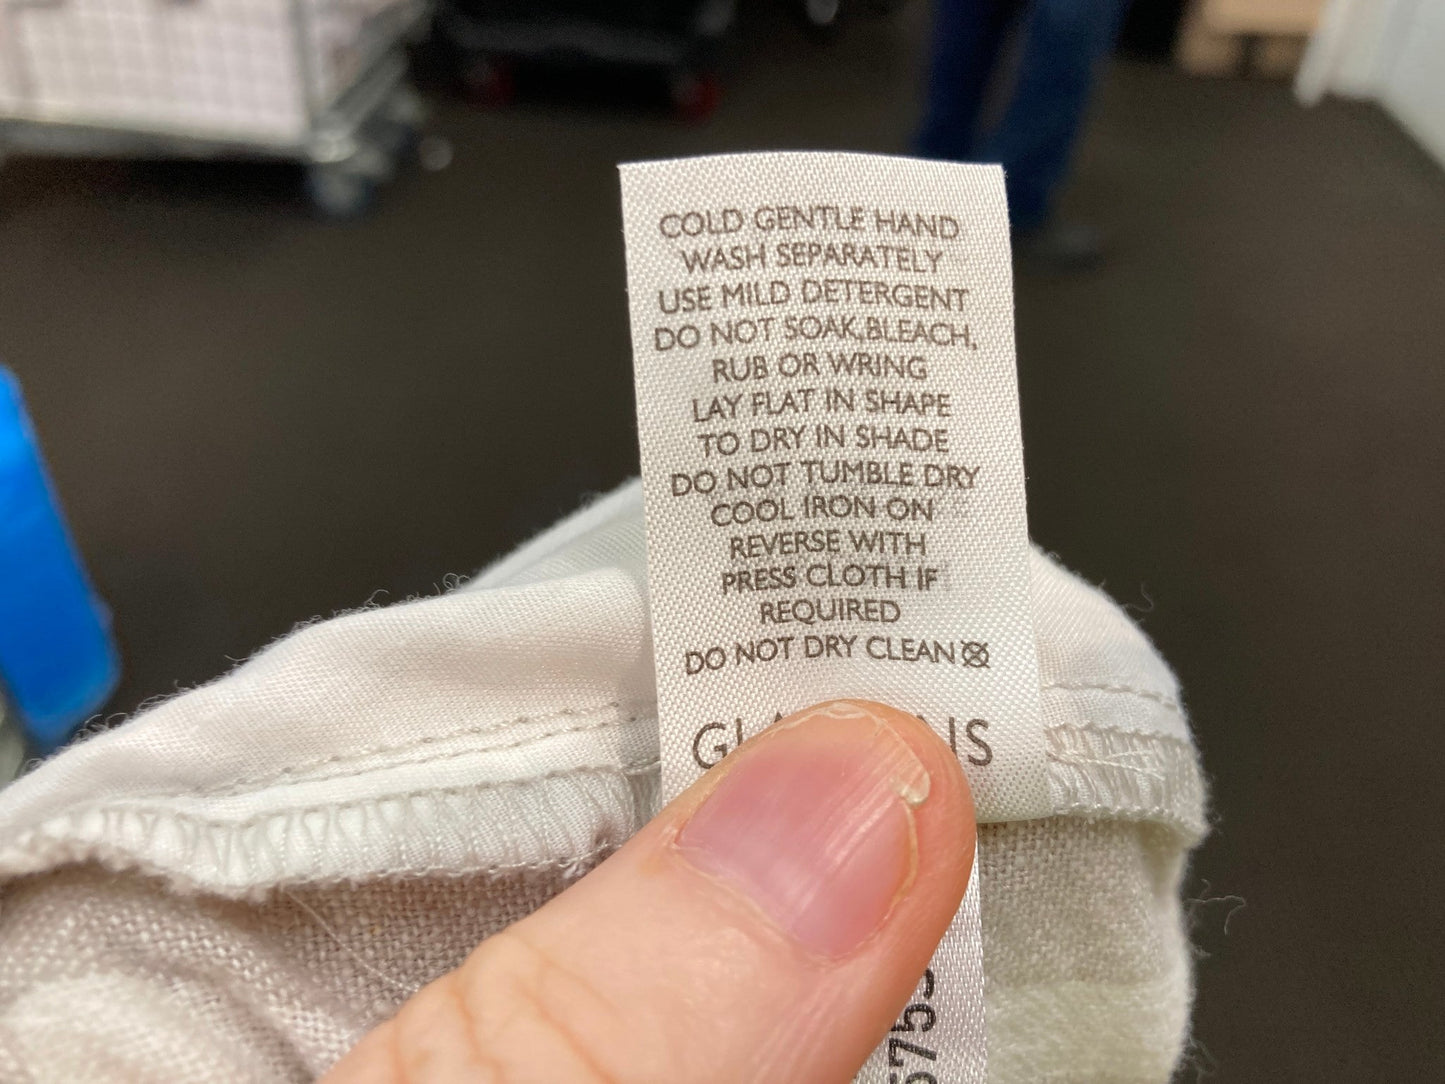 COLD GENTLE HAND
WASH SEPARATELY
USE MILD DETERGENT
DO NOT SOAK,BLEACH,
RUB OR WRING
LAY FLAT IN SHAPE
TO DRY IN SHADE
DO NOT TUMBLE DRY
COOL IRON ON
REVERSE WITH
PRESS CLOTH IF
REQUIRED
DO NOT DRY CLEAN